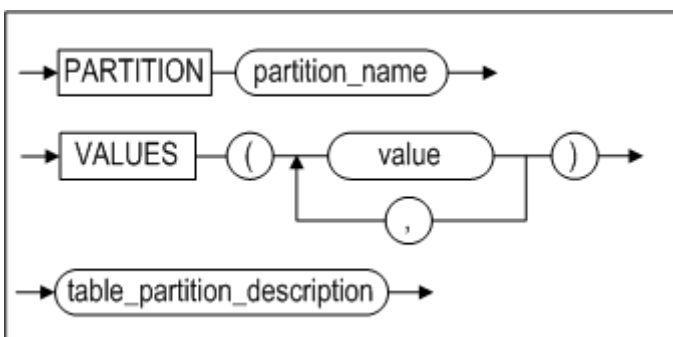 PARTITION partition_name
VALUES ( value )
,
table_partition_description